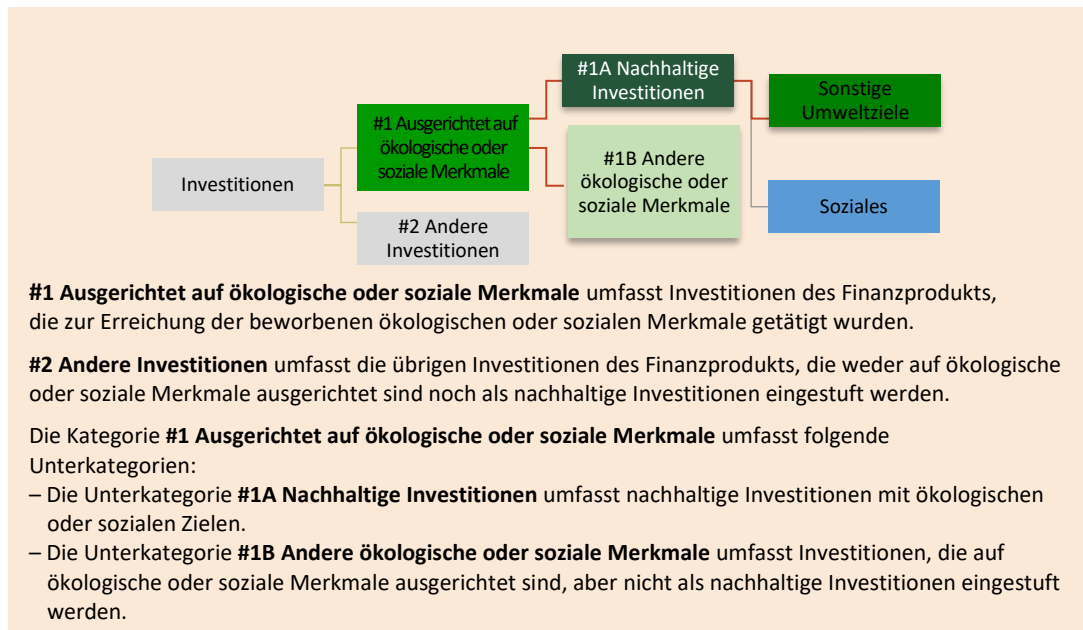 #1A Nachhaltige
Investitionen
Sonstige
Umweltziele
#1 Ausgerichtet auf
ökologische oder
soziale Merkmale
#1B Andere
ökologische oder
soziale Merkmale
Investitionen
Soziales
#2 Andere
Investitionen
#1 Ausgerichtet auf ökologische oder soziale Merkmale umfasst Investitionen des Finanzprodukts,
die zur Erreichung der beworbenen ökologischen oder sozialen Merkmale getätigt wurden.
#2 Andere Investitionen umfasst die übrigen Investitionen des Finanzprodukts, die weder auf ökologische
oder soziale Merkmale ausgerichtet sind noch als nachhaltige Investitionen eingestuft werden.
Die Kategorie #1 Ausgerichtet auf ökologische oder soziale Merkmale umfasst folgende
Unterkategorien:
– Die Unterkategorie #1A Nachhaltige Investitionen umfasst nachhaltige Investitionen mit ökologischen
oder sozialen Zielen.
– Die Unterkategorie #1B Andere ökologische oder soziale Merkmale umfasst Investitionen, die auf
ökologische oder soziale Merkmale ausgerichtet sind, aber nicht als nachhaltige Investitionen eingestuft
werden.